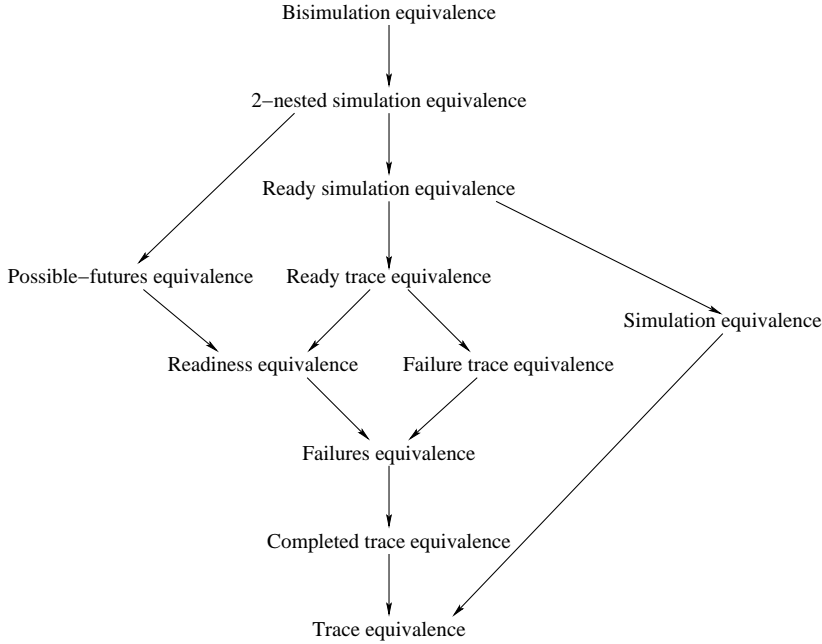 Bisimulation equivalence
2−nested simulation equivalence
Ready simulation equivalence
Possible−futures equivalence
Ready trace equivalence
Simulation equivalence
Readiness equivalence
Failure trace equivalence
Failures equivalence
Completed trace equivalence
Trace equivalence